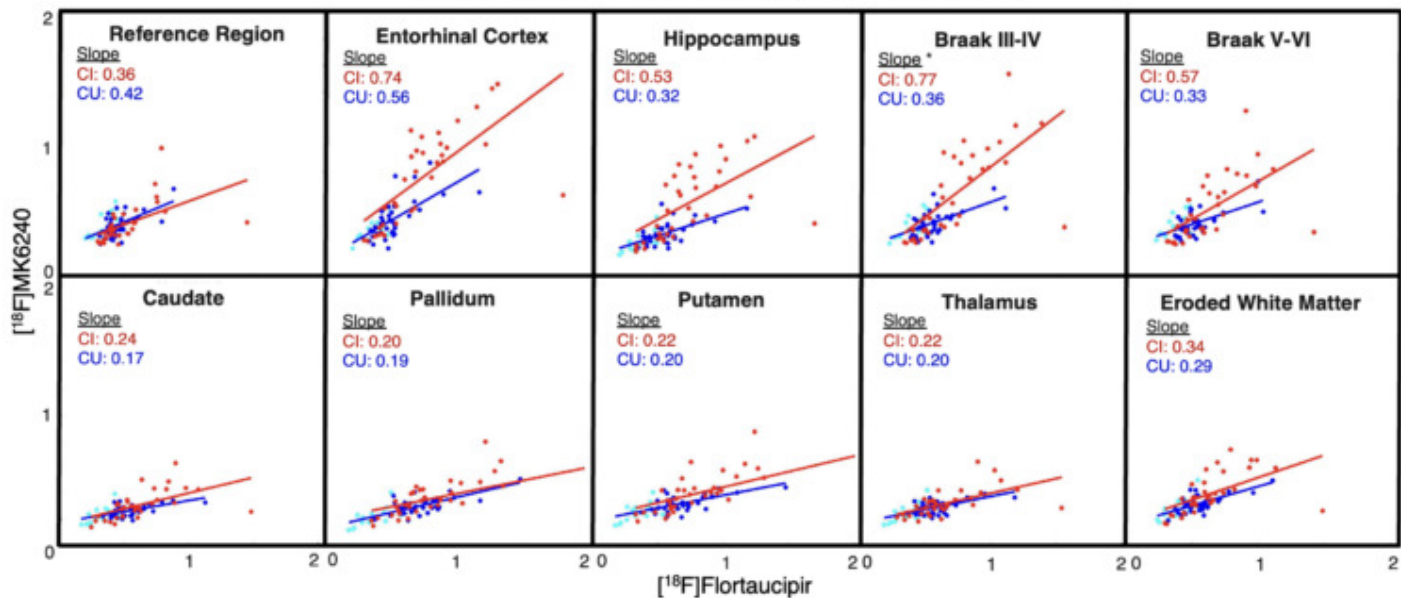 Reference Region
Slope
CI: 0.36
CU: 0.42
Entorhinal Cortex
Slope
CI: 0.74
CU: 0.56
Hippocampus
Slope
CI: 0.53
CU: 0.32
Braak III-IV
Slope *
CI: 0.77
CU: 0.36
Braak V-VI
Slope
CI: 0.57
CU: 0.33
Caudate
Slope
CI: 0.24
CU: 0.17
Pallidum
Slope
CI: 0.20
CU: 0.19
Putamen
Slope
CI: 0.22
CU: 0.20
Thalamus
Slope
CI: 0.22
CU: 0.20
Eroded White Matter
Slope
CI: 0.34
CU: 0.29
2
1
0
2
1
0
[¹⁸F]MK6240
1 2 0 1 2 0 1 2 0 1 2 0 1 2
[¹⁸F]Flortaucipir